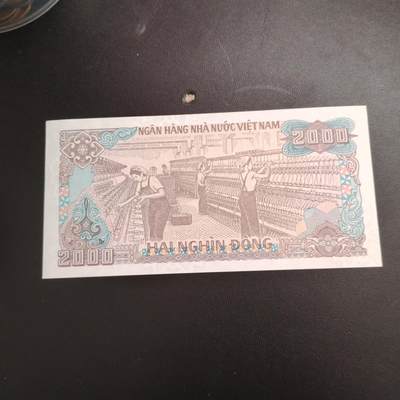 NGÂN HÀNG NHÀ NƯỚC VIỆT NAM
2000
HAI NGHÌN ĐỒNG
2000